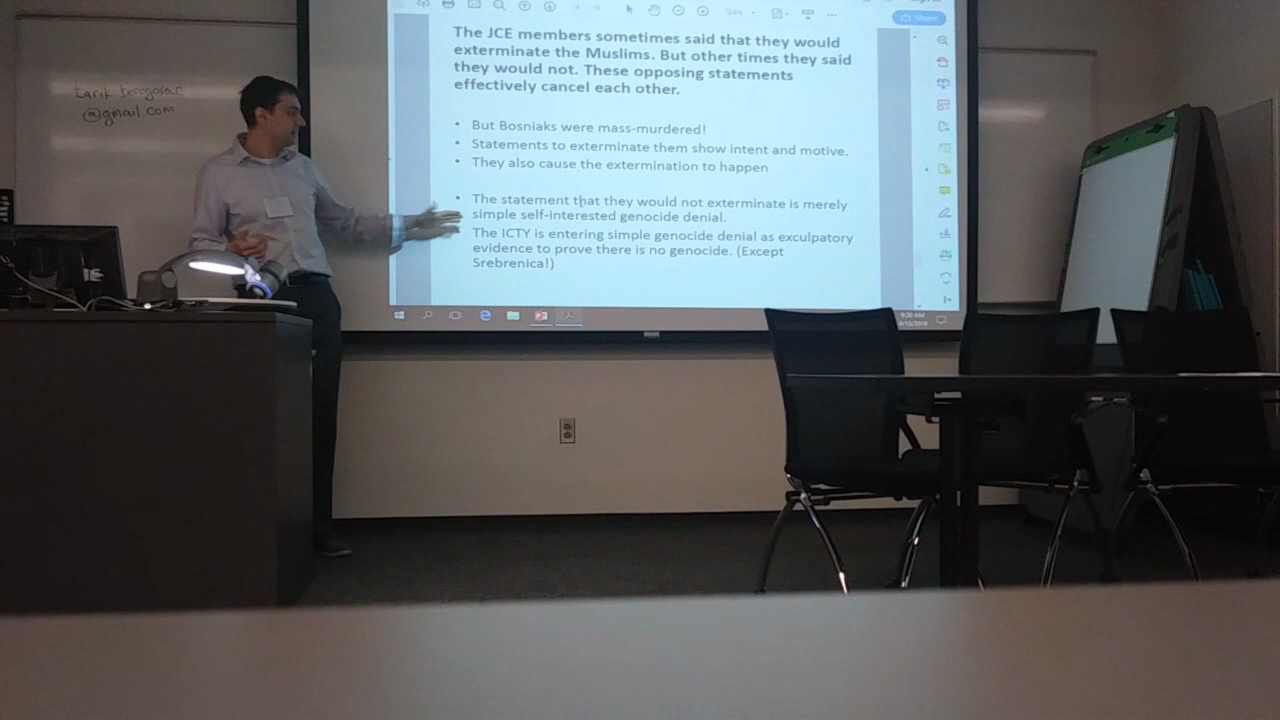 tarik
@gmail.com
Share
The JCE members sometimes said that they would
exterminate the Muslims. But other times they said
they would not. These opposing statements
effectively cancel each other.
• But Bosniaks were mass-murdered!
• Statements to exterminate them show intent and motive.
• They also cause the extermination to happen
• The statement that they would not exterminate is merely
simple self-interested genocide denial.
The ICTY is entering simple genocide denial as exculpatory
evidence to prove there is no genocide. (Except
Srebrenica!)